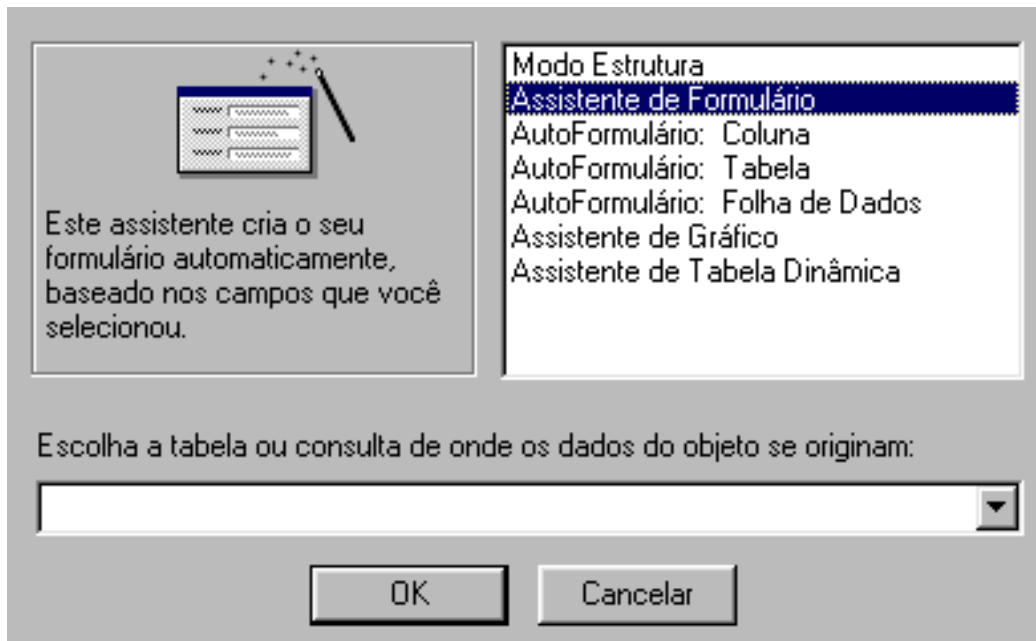 Este assistente cria o seu
formulário automaticamente,
baseado nos campos que você
selecionou.
Modo Estrutura
Assistente de Formulário
AutoFormulário:  Coluna
AutoFormulário:  Tabela
AutoFormulário:  Folha de Dados
Assistente de Gráfico
Assistente de Tabela Dinâmica
Escolha a tabela ou consulta de onde os dados do objeto se originam:
OK
Cancelar